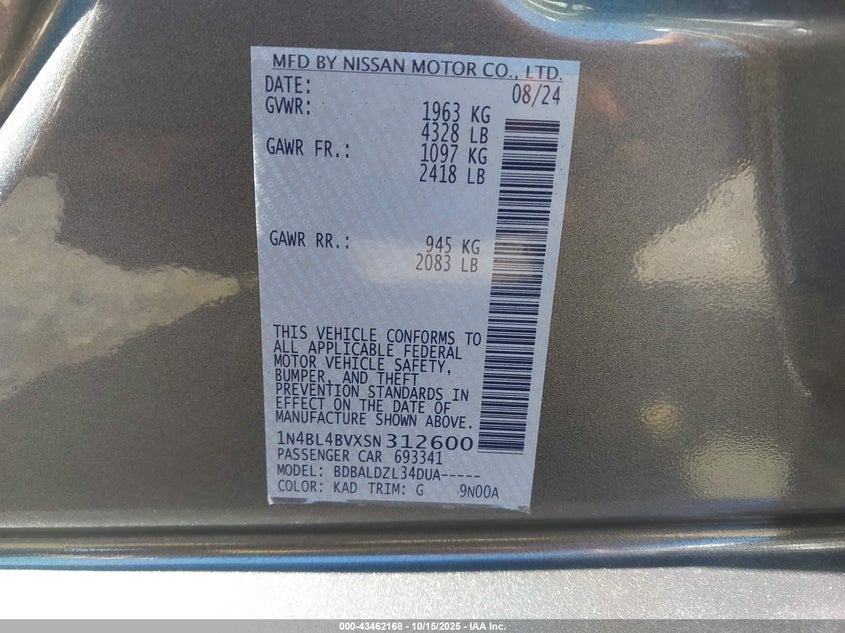 MFD BY NISSAN MOTOR CO., LTD.
DATE: 08/24
GVWR: 1963 KG
4328 LB
GAWR FR.: 1097 KG
2418 LB
GAWR RR.: 945 KG
2083 LB
THIS VEHICLE CONFORMS TO
ALL APPLICABLE FEDERAL
MOTOR VEHICLE SAFETY,
BUMPER, AND THEFT
PREVENTION STANDARDS IN
EFFECT ON THE DATE OF
MANUFACTURE SHOWN ABOVE.
1N4BL4BVXSN312600
PASSENGER CAR 693341
MODEL: BDBALDZL34DUA-----
COLOR: KAD TRIM: G 9N00A
000-43462168 - 10/15/2025 - IAA Inc.